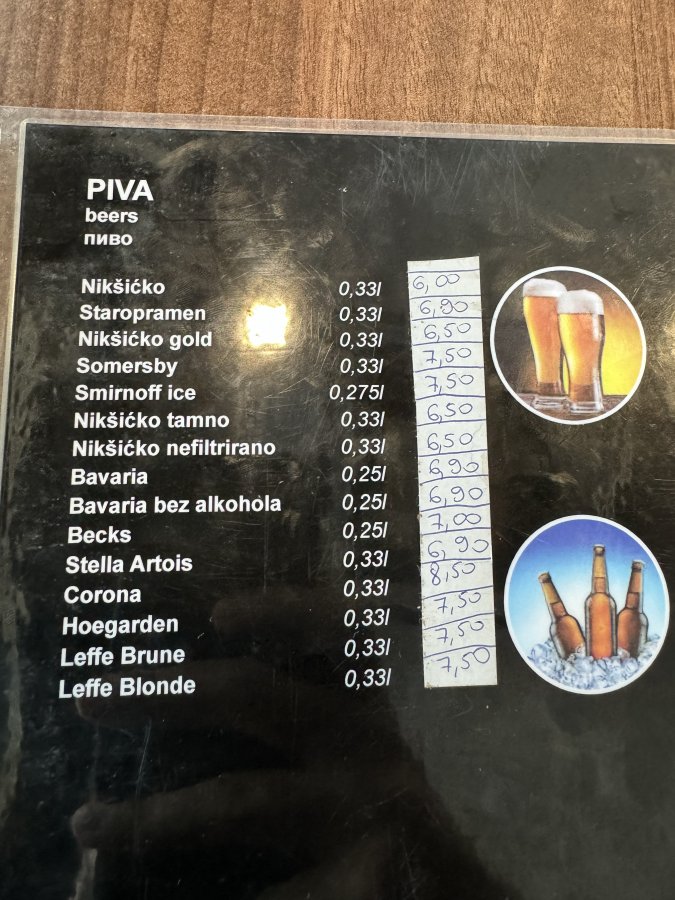 PIVA
beers
пиво
Nikšićko 0,33l 6,00
Staropramen 0,33l 6,90
Nikšićko gold 0,33l 6,50
Somersby 0,33l 7,50
Smirnoff ice 0,275l 7,50
Nikšićko tamno 0,33l 6,50
Nikšićko nefiltrirano 0,33l 6,50
Bavaria 0,25l 6,90
Bavaria bez alkohola 0,25l 6,90
Becks 0,25l 7,00
Stella Artois 0,33l 6,90
Corona 0,33l 8,50
Hoegarden 0,33l 7,50
Leffe Brune 0,33l 7,50
Leffe Blonde 0,33l 7,50